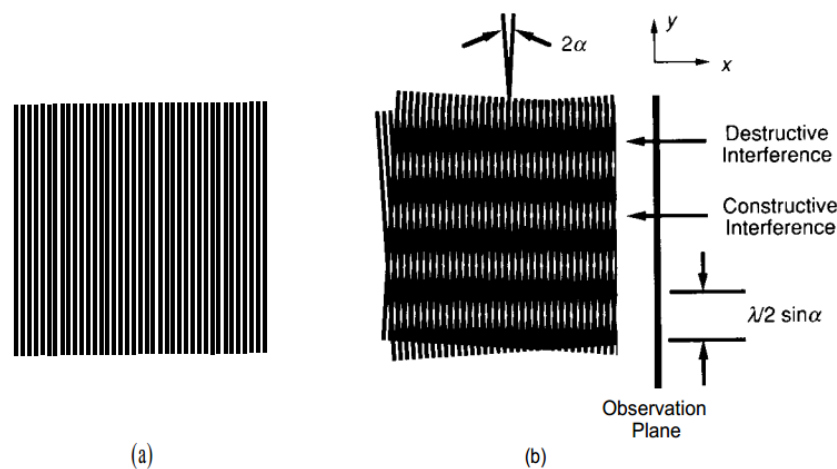 2α
y
x
Destructive
Interference
Constructive
Interference
λ/2 sinα
Observation
Plane
(a)
(b)